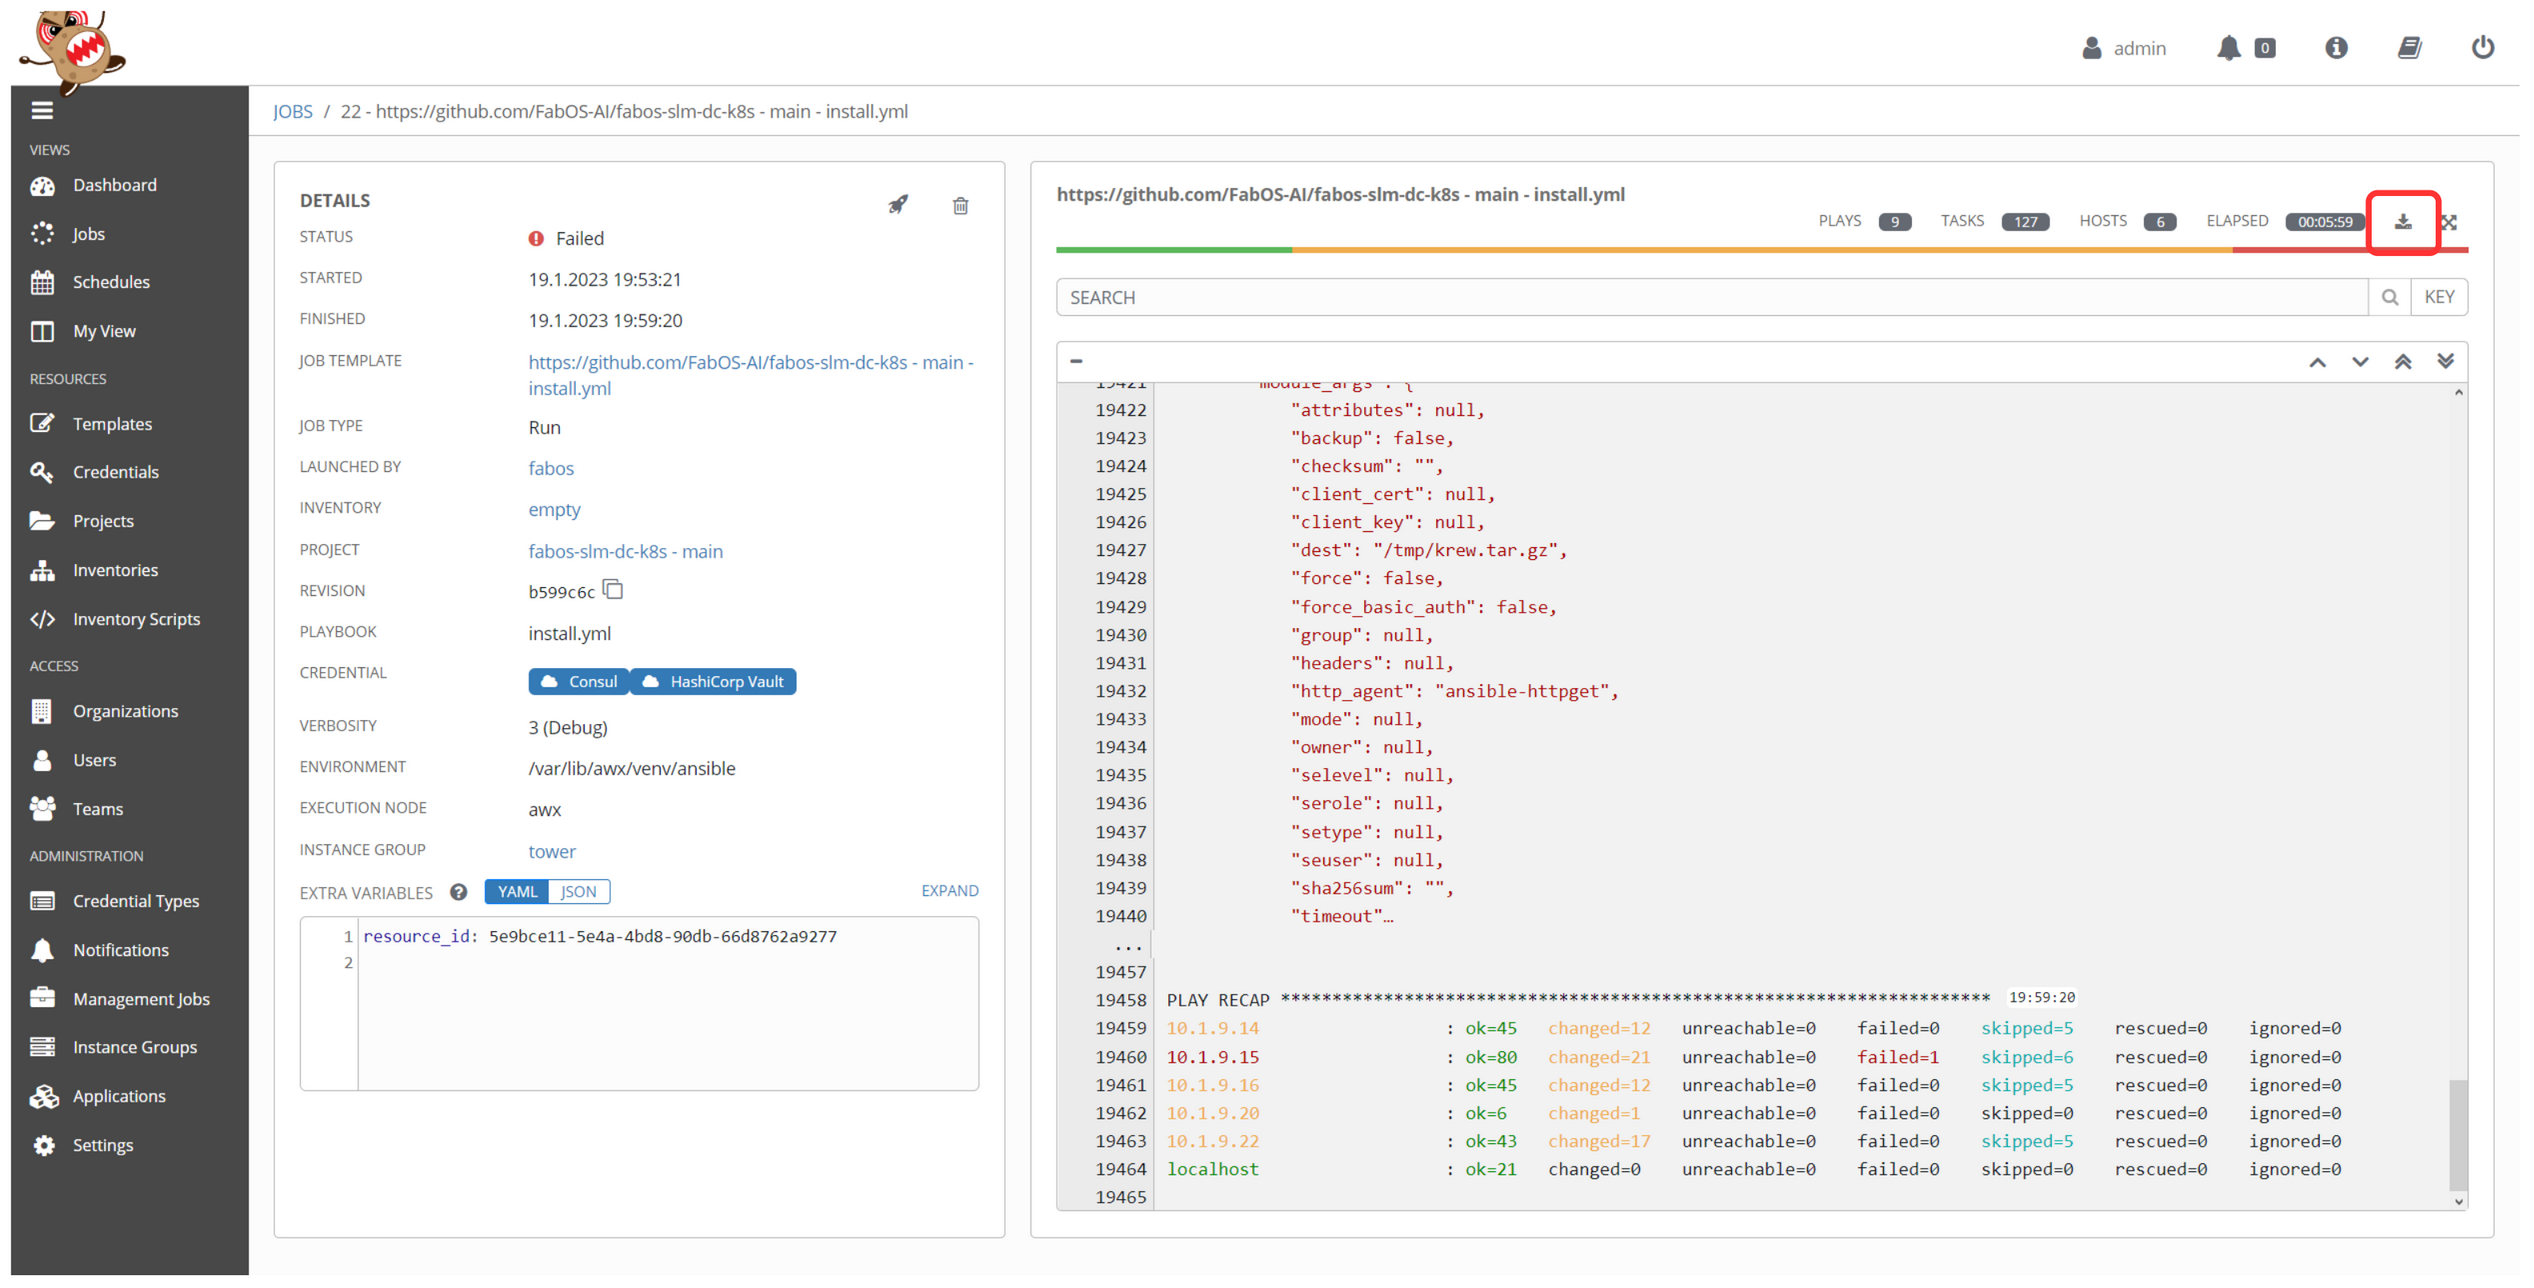 admin
0
JOBS / 22 - https://github.com/FabOS-AI/fabos-slm-dc-k8s - main - install.yml
VIEWS
Dashboard
Jobs
Schedules
My View
RESOURCES
Templates
Credentials
Projects
Inventories
Inventory Scripts
ACCESS
Organizations
Users
Teams
ADMINISTRATION
Credential Types
Notifications
Management Jobs
Instance Groups
Applications
Settings
DETAILS
STATUS Failed
STARTED 19.1.2023 19:53:21
FINISHED 19.1.2023 19:59:20
JOB TEMPLATE https://github.com/FabOS-AI/fabos-slm-dc-k8s - main -
install.yml
JOB TYPE Run
LAUNCHED BY fabos
INVENTORY empty
PROJECT fabos-slm-dc-k8s - main
REVISION b599c6c
PLAYBOOK install.yml
CREDENTIAL Consul HashiCorp Vault
VERBOSITY 3 (Debug)
ENVIRONMENT /var/lib/awx/venv/ansible
EXECUTION NODE awx
INSTANCE GROUP tower
EXTRA VARIABLES YAML JSON EXPAND
1 resource_id: 5e9bce11-5e4a-4bd8-90db-66d8762a9277
2
https://github.com/FabOS-AI/fabos-slm-dc-k8s - main - install.yml
PLAYS 9 TASKS 127 HOSTS 6 ELAPSED 00:05:59
SEARCH KEY
19421 "module_args": {
19422 "attributes": null,
19423 "backup": false,
19424 "checksum": "",
19425 "client_cert": null,
19426 "client_key": null,
19427 "dest": "/tmp/krew.tar.gz",
19428 "force": false,
19429 "force_basic_auth": false,
19430 "group": null,
19431 "headers": null,
19432 "http_agent": "ansible-httpget",
19433 "mode": null,
19434 "owner": null,
19435 "selevel": null,
19436 "serole": null,
19437 "setype": null,
19438 "seuser": null,
19439 "sha256sum": "",
19440 "timeout"…
...
19457
19458 PLAY RECAP ********************************************************************* 19:59:20
19459 10.1.9.14 : ok=45 changed=12 unreachable=0 failed=0 skipped=5 rescued=0 ignored=0
19460 10.1.9.15 : ok=80 changed=21 unreachable=0 failed=1 skipped=6 rescued=0 ignored=0
19461 10.1.9.16 : ok=45 changed=12 unreachable=0 failed=0 skipped=5 rescued=0 ignored=0
19462 10.1.9.20 : ok=6 changed=1 unreachable=0 failed=0 skipped=0 rescued=0 ignored=0
19463 10.1.9.22 : ok=43 changed=17 unreachable=0 failed=0 skipped=5 rescued=0 ignored=0
19464 localhost : ok=21 changed=0 unreachable=0 failed=0 skipped=0 rescued=0 ignored=0
19465